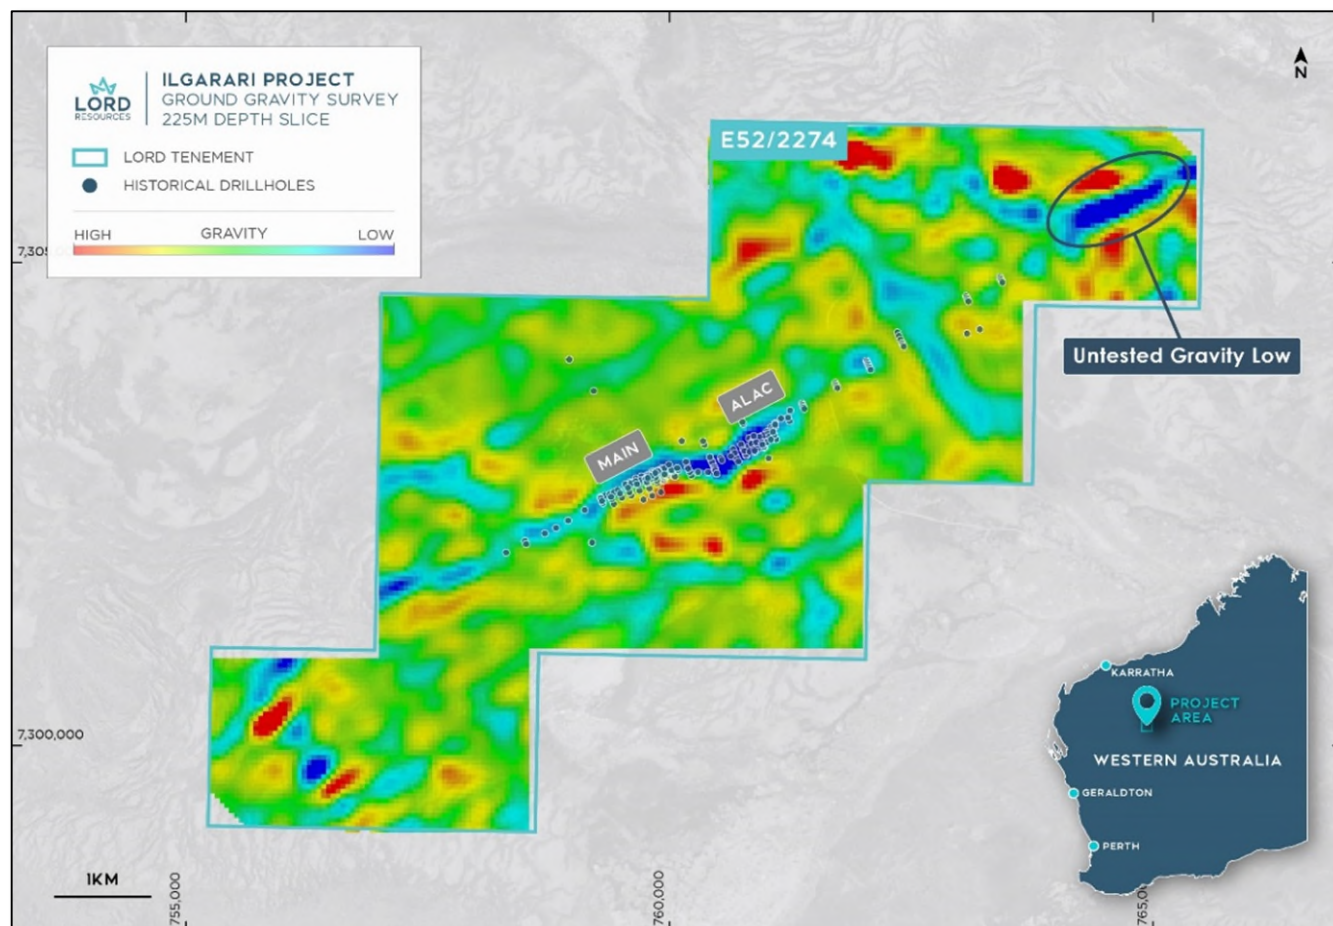 LORD
RESOURCES
ILGARARI PROJECT
GROUND GRAVITY SURVEY
225M DEPTH SLICE
LORD TENEMENT
HISTORICAL DRILLHOLES
HIGH
GRAVITY
LOW
N
E52/2274
Untested Gravity Low
ALAC
MAIN
7,300,000
KARRATHA
PROJECT
AREA
WESTERN AUSTRALIA
GERALDTON
PERTH
1KM
755,000
760,000